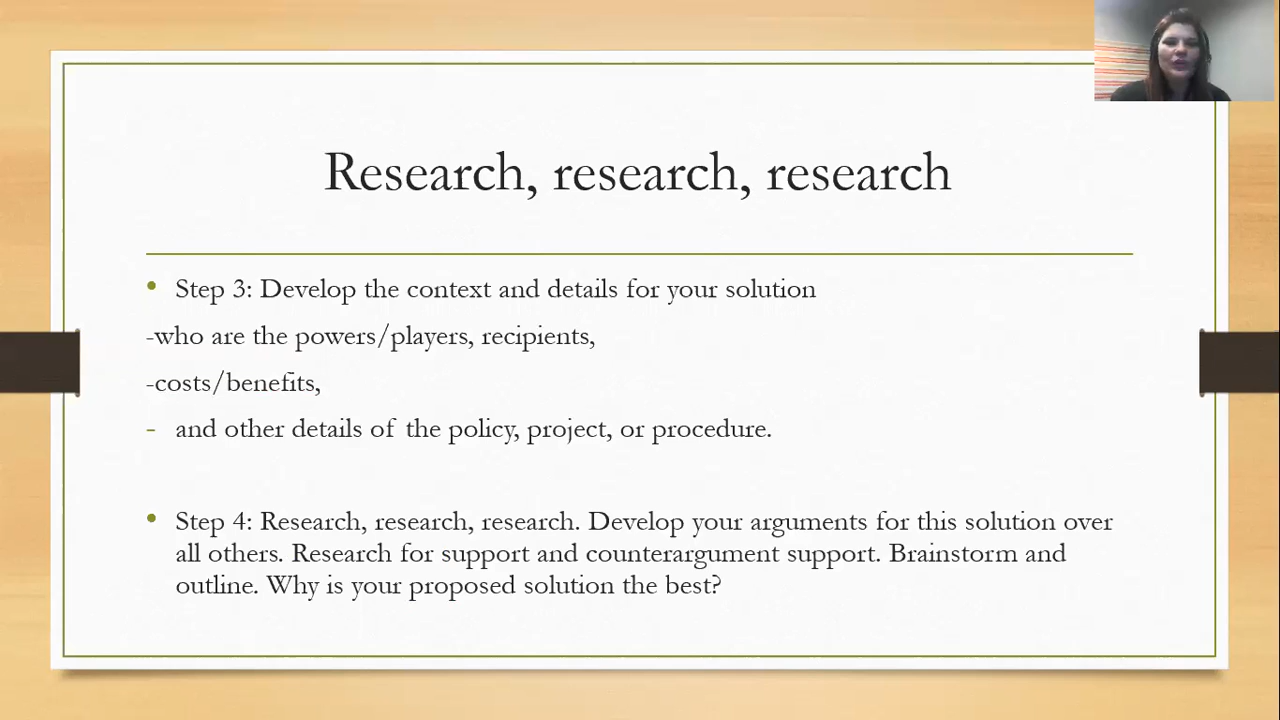 Research, research, research
• Step 3: Develop the context and details for your solution
-who are the powers/players, recipients,
-costs/benefits,
- and other details of the policy, project, or procedure.
• Step 4: Research, research, research. Develop your arguments for this solution over
all others. Research for support and counterargument support. Brainstorm and
outline. Why is your proposed solution the best?